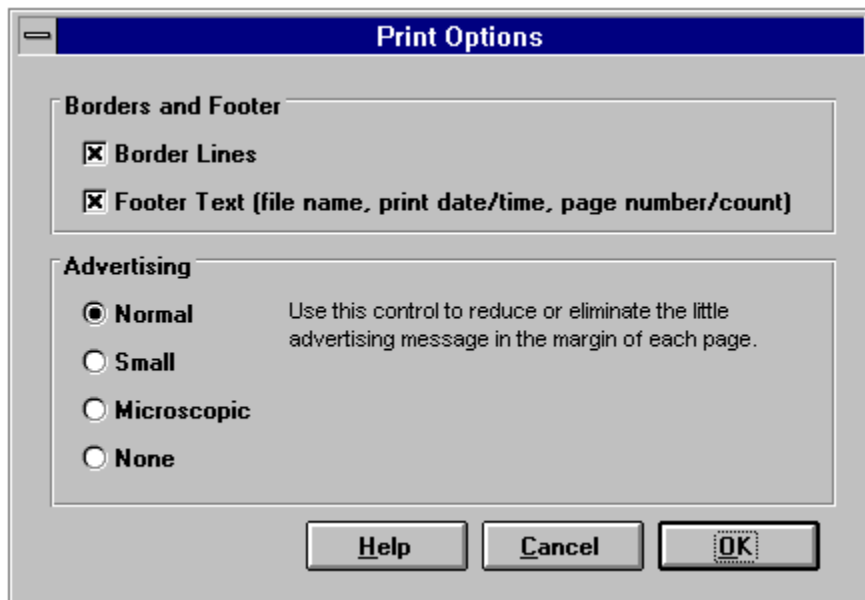 Print Options
Borders and Footer
Border Lines
Footer Text (file name, print date/time, page number/count)
Advertising
Normal
Use this control to reduce or eliminate the little
advertising message in the margin of each page.
Small
Microscopic
None
Help
Cancel
OK